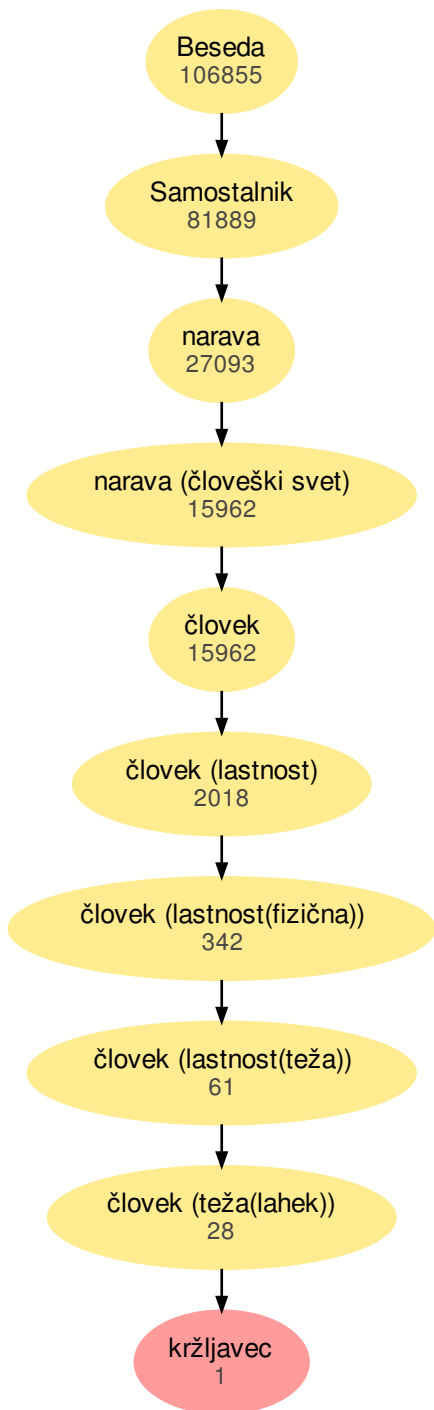 Beseda
106855
Samostalnik
81889
narava
27093
narava (človeški svet)
15962
človek
15962
človek (lastnost)
2018
človek (lastnost(fizična))
342
človek (lastnost(teža))
61
človek (teža(lahek))
28
kržljavec
1